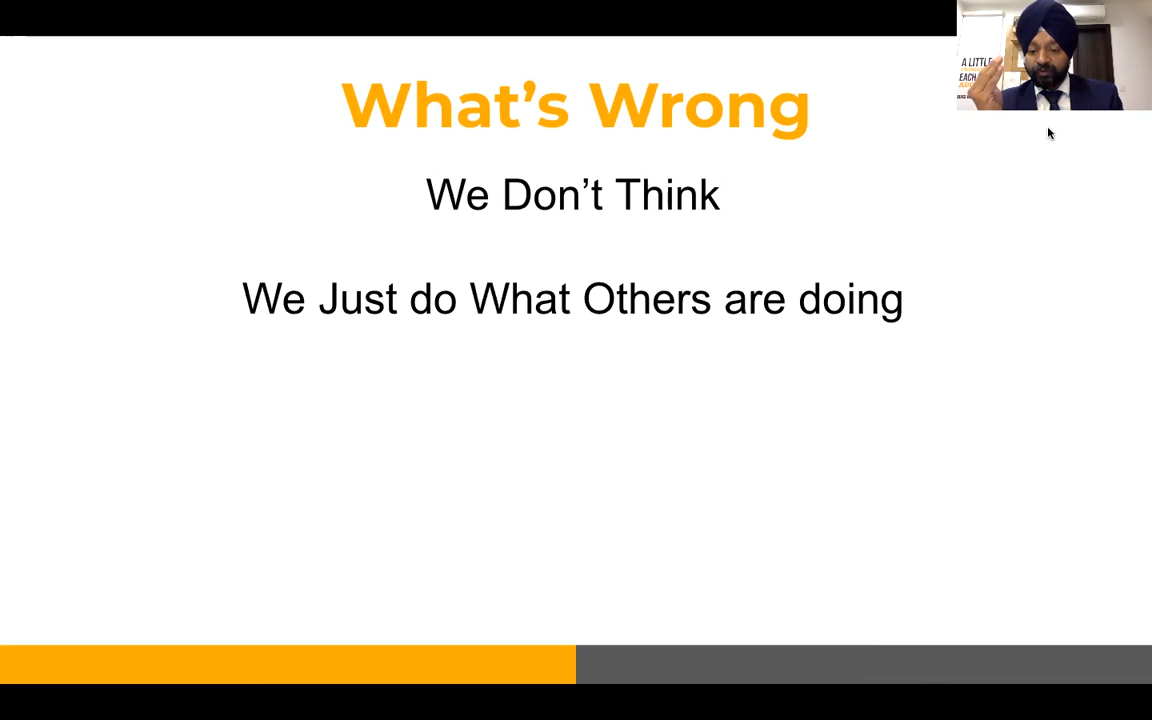 What's Wrong
We Don't Think
We Just do What Others are doing
A LITTLE
EACH